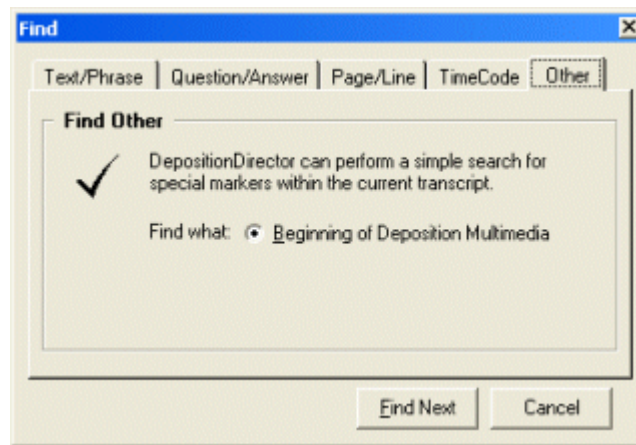 Find
Text/Phrase Question/Answer Page/Line TimeCode Other
Find Other
DepositionDirector can perform a simple search for
special markers within the current transcript.
Find what: Beginning of Deposition Multimedia
Find Next Cancel